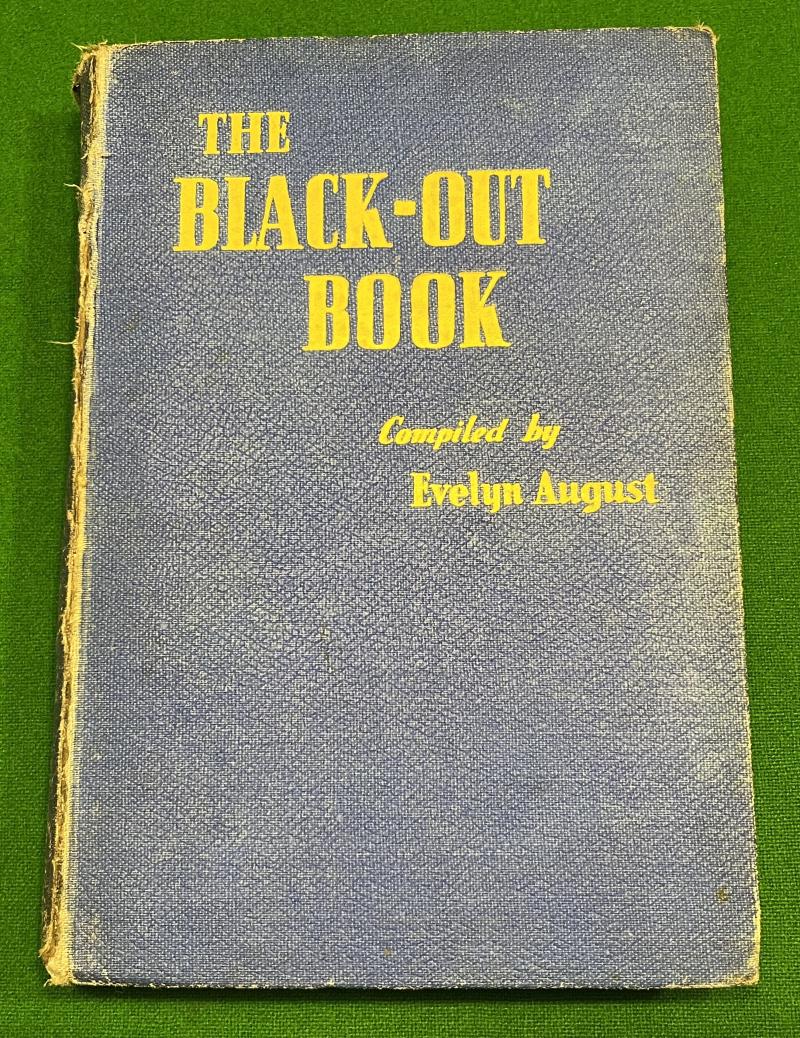 THE
BLACK-OUT
BOOK
Compiled by
Evelyn August